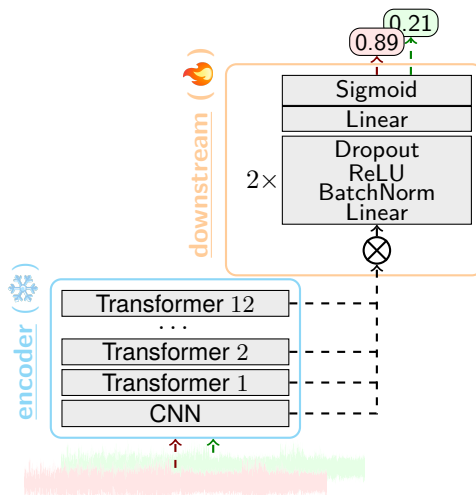 0.21
0.89
downstream (🔥)
Sigmoid
Linear
2×
Dropout
ReLU
BatchNorm
Linear
encoder (❄️)
Transformer 12
...
Transformer 2
Transformer 1
CNN